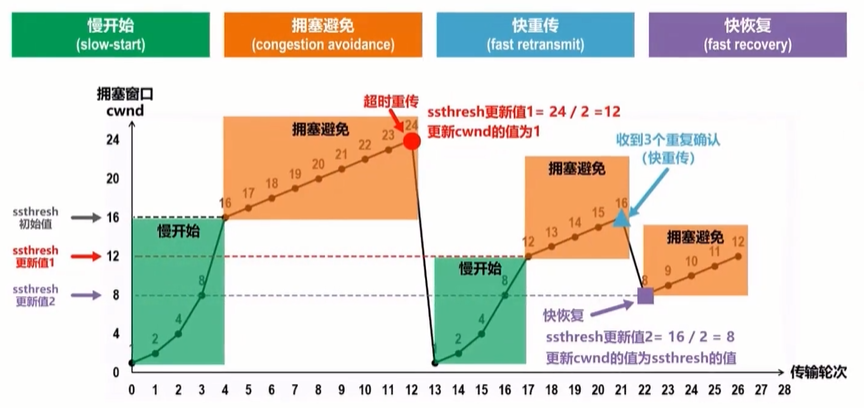 慢开始
(slow-start)
拥塞避免
(congestion avoidance)
快重传
(fast retransmit)
快恢复
(fast recovery)
拥塞窗口
cwnd
超时重传
ssthresh更新值1= 24 / 2 =12
更新cwnd的值为1
收到3个重复确认
（快重传）
拥塞避免
24
20
16
12
8
4
0
ssthresh
初始值
ssthresh
更新值1
ssthresh
更新值2
慢开始
2
4
8
16
17
18
19
20
21
22
23
24
慢开始
2
4
8
拥塞避免
12
13
14
15
16
拥塞避免
8
9
10
11
12
快恢复
ssthresh更新值2= 16 / 2 = 8
更新cwnd的值为ssthresh的值
传输轮次
0 1 2 3 4 5 6 7 8 9 10 11 12 13 14 15 16 17 18 19 20 21 22 23 24 25 26 27 28